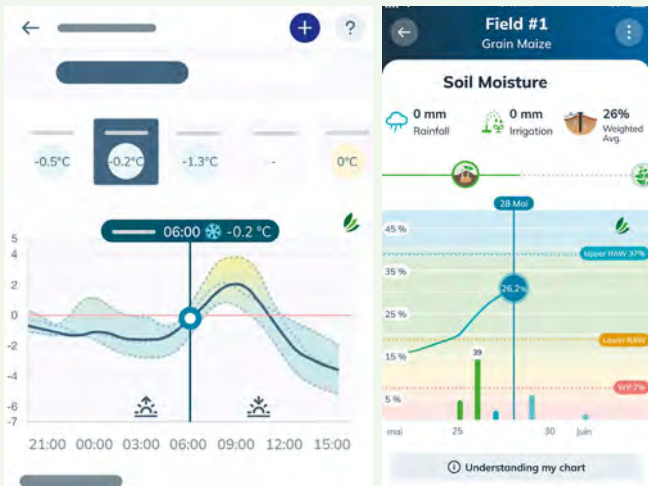 ?
-0.5°C -0.2°C -1.3°C - 0°C
06:00 -0.2 °C
5
4
2
0
-2
-4
-6
-7
21:00 00:00 03:00 06:00 09:00 12:00 15:00
Field #1
Grain Maize
Soil Moisture
0 mm
Rainfall
0 mm
Irrigation
26%
Weighted
Avg.
28 Mai
45 %
Upper RAW 37%
35 %
26,2%
25 %
Lower RAW
15 %
39
5 %
mai 25 30 Juin
Understanding my chart